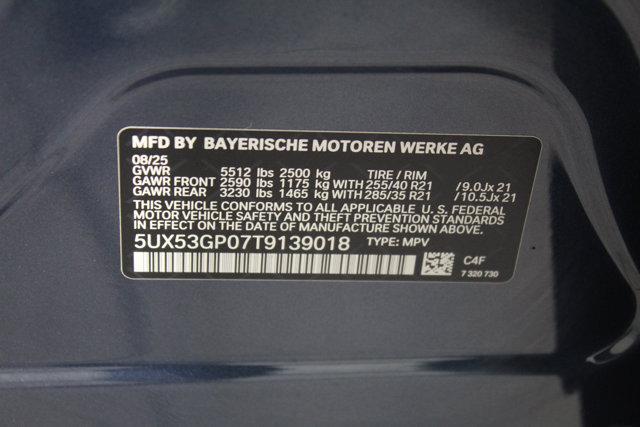 MFD BY BAYERISCHE MOTOREN WERKE AG
08/25
GVWR 5512 lbs 2500 kg TIRE / RIM
GAWR FRONT 2590 lbs 1175 kg WITH 255/40 R21 /9.0Jx 21
GAWR REAR 3230 lbs 1465 kg WITH 285/35 R21 /10.5Jx 21
THIS VEHICLE CONFORMS TO ALL APPLICABLE U. S. FEDERAL
MOTOR VEHICLE SAFETY AND THEFT PREVENTION STANDARDS
IN EFFECT ON THE DATE OF MANUFACTURE SHOWN ABOVE.
5UX53GP07T9139018 TYPE: MPV
C4F
7 320 730